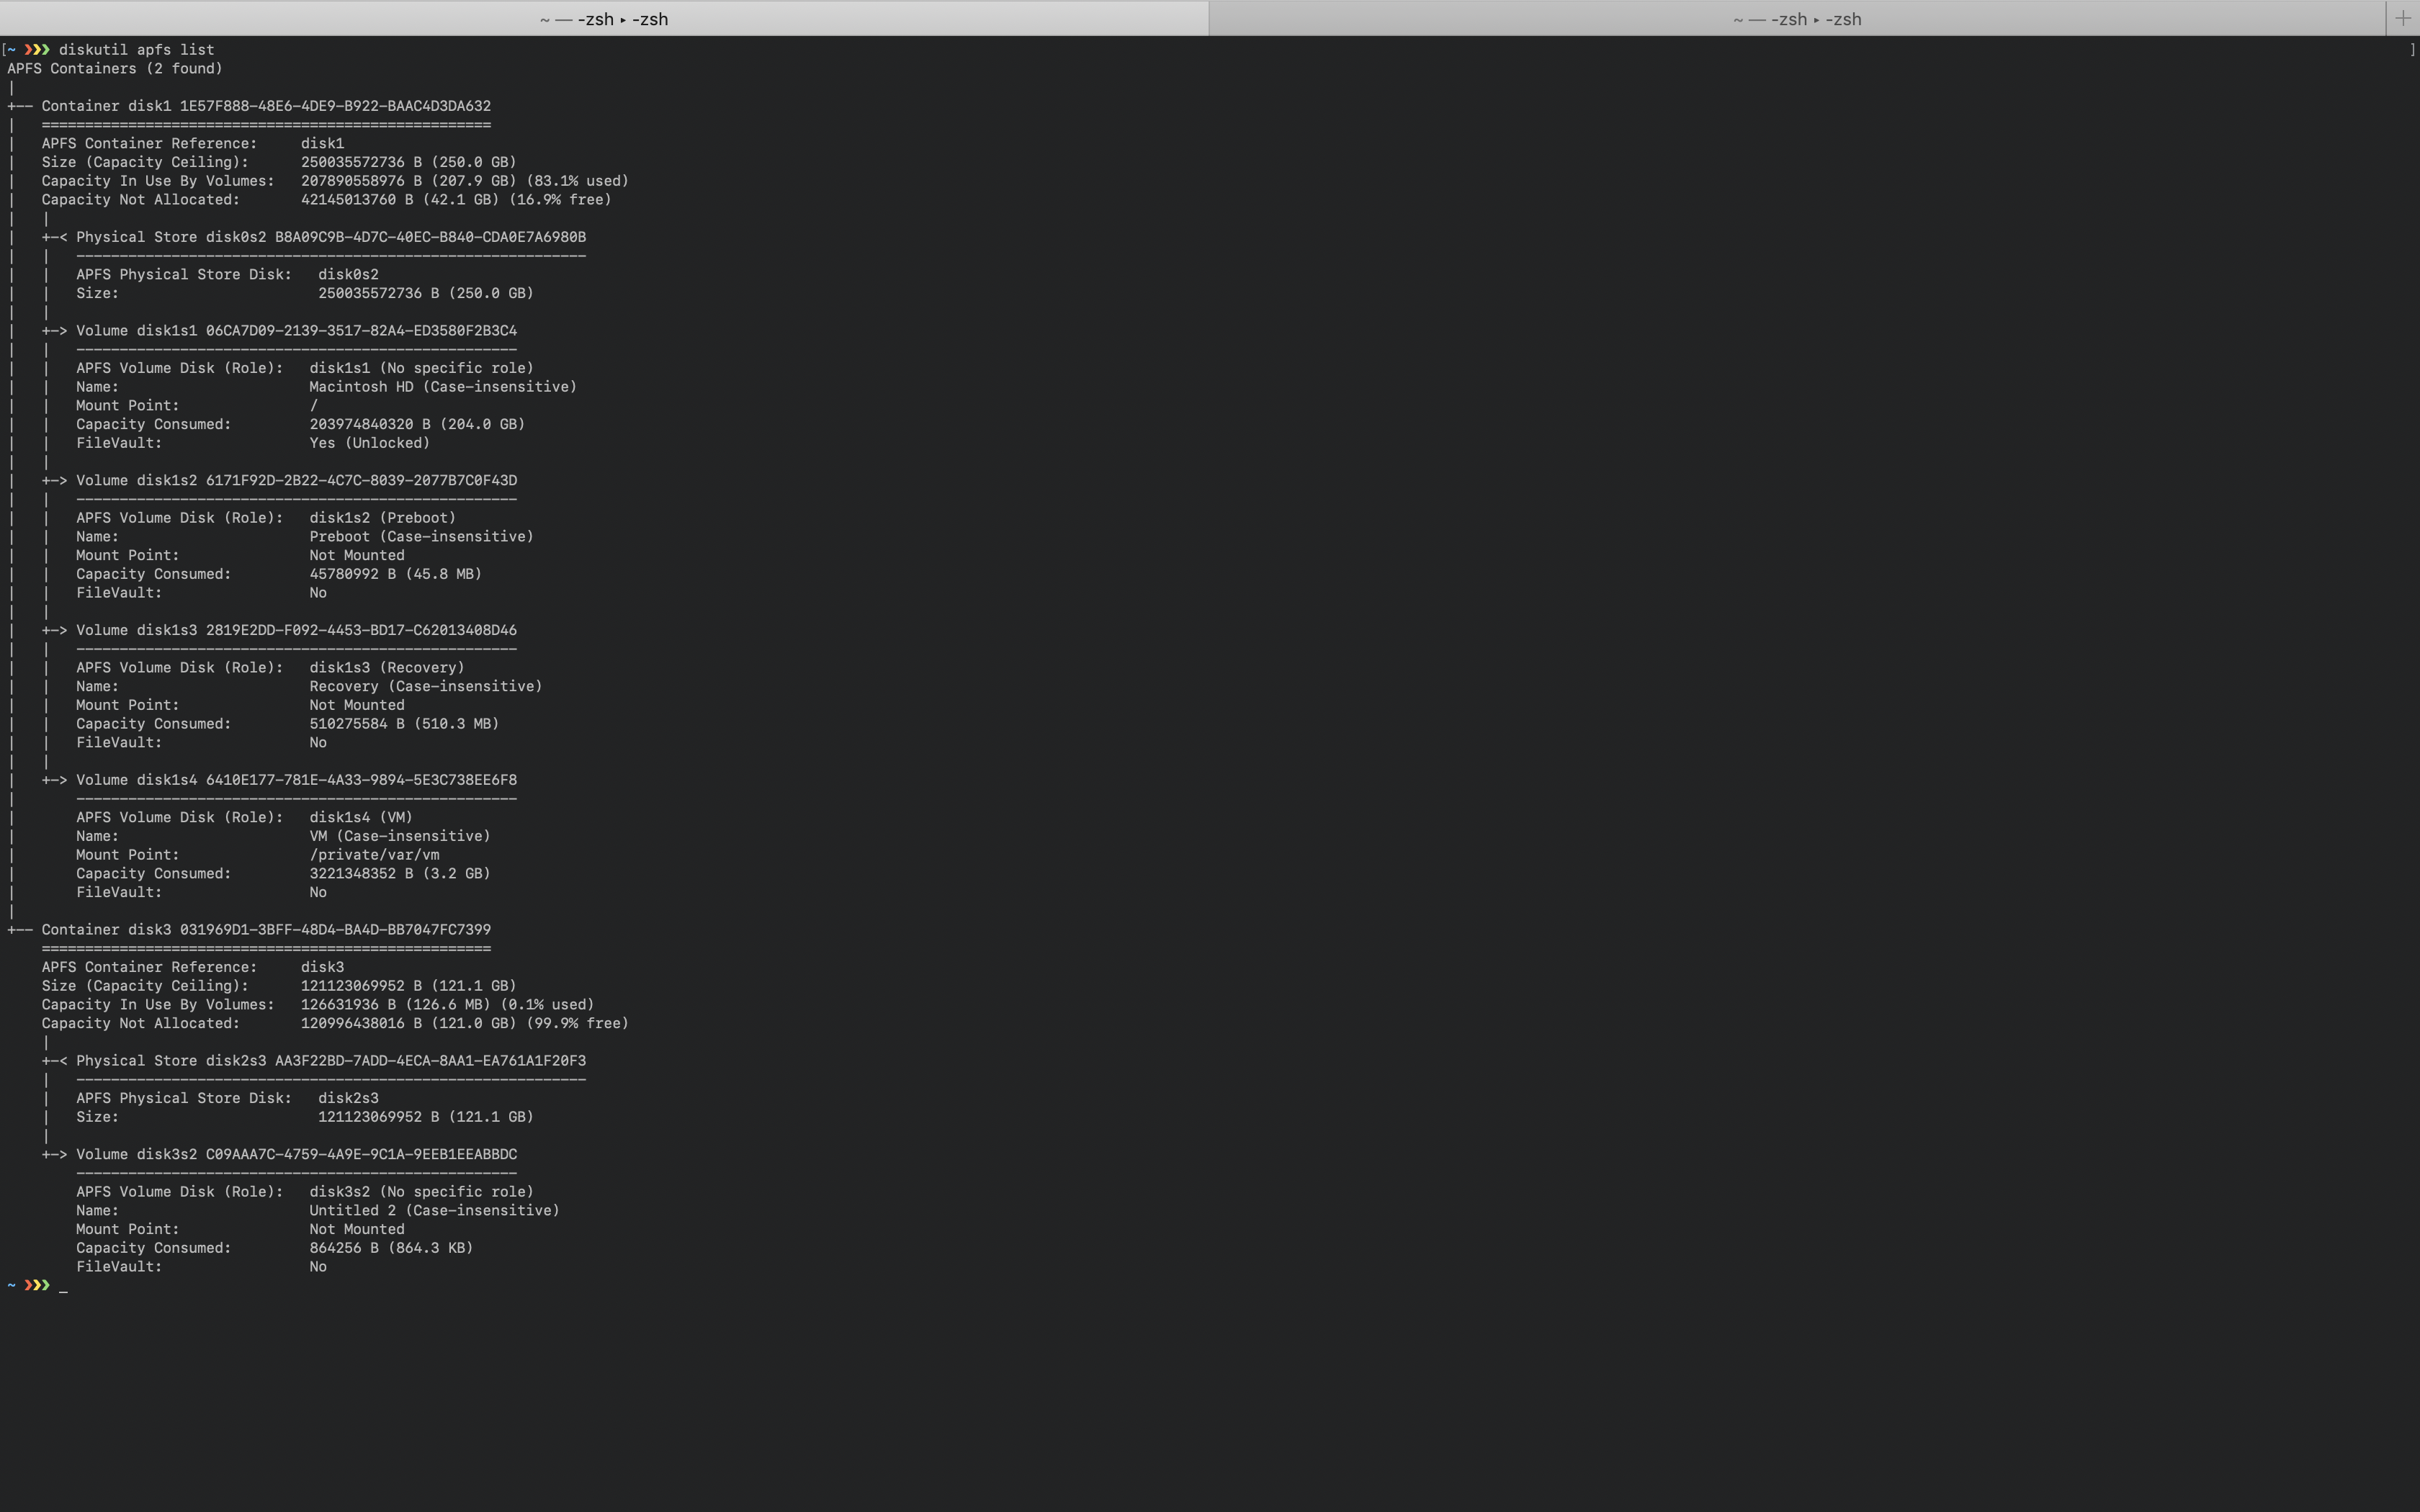 ~ — -zsh ▸ -zsh
~ — -zsh ▸ -zsh
[~ ❯❯❯ diskutil apfs list ]
APFS Containers (2 found)
|
+-- Container disk1 1E57F888-48E6-4DE9-B922-BAAC4D3DA632
|   ====================================================
|   APFS Container Reference:     disk1
|   Size (Capacity Ceiling):      250035572736 B (250.0 GB)
|   Capacity In Use By Volumes:   207890558976 B (207.9 GB) (83.1% used)
|   Capacity Not Allocated:       42145013760 B (42.1 GB) (16.9% free)
|   |
|   +-< Physical Store disk0s2 B8A09C9B-4D7C-40EC-B840-CDA0E7A6980B
|   |   -----------------------------------------------------------
|   |   APFS Physical Store Disk:   disk0s2
|   |   Size:                       250035572736 B (250.0 GB)
|   |
|   +-> Volume disk1s1 06CA7D09-2139-3517-82A4-ED3580F2B3C4
|   |   ---------------------------------------------------
|   |   APFS Volume Disk (Role):   disk1s1 (No specific role)
|   |   Name:                      Macintosh HD (Case-insensitive)
|   |   Mount Point:               /
|   |   Capacity Consumed:         203974840320 B (204.0 GB)
|   |   FileVault:                 Yes (Unlocked)
|   |
|   +-> Volume disk1s2 6171F92D-2B22-4C7C-8039-2077B7C0F43D
|   |   ---------------------------------------------------
|   |   APFS Volume Disk (Role):   disk1s2 (Preboot)
|   |   Name:                      Preboot (Case-insensitive)
|   |   Mount Point:               Not Mounted
|   |   Capacity Consumed:         45780992 B (45.8 MB)
|   |   FileVault:                 No
|   |
|   +-> Volume disk1s3 2819E2DD-F092-4453-BD17-C62013408D46
|   |   ---------------------------------------------------
|   |   APFS Volume Disk (Role):   disk1s3 (Recovery)
|   |   Name:                      Recovery (Case-insensitive)
|   |   Mount Point:               Not Mounted
|   |   Capacity Consumed:         510275584 B (510.3 MB)
|   |   FileVault:                 No
|   |
|   +-> Volume disk1s4 6410E177-781E-4A33-9894-5E3C738EE6F8
|       ---------------------------------------------------
|       APFS Volume Disk (Role):   disk1s4 (VM)
|       Name:                      VM (Case-insensitive)
|       Mount Point:               /private/var/vm
|       Capacity Consumed:         3221348352 B (3.2 GB)
|       FileVault:                 No
|
+-- Container disk3 031969D1-3BFF-48D4-BA4D-BB7047FC7399
    ====================================================
    APFS Container Reference:     disk3
    Size (Capacity Ceiling):      121123069952 B (121.1 GB)
    Capacity In Use By Volumes:   126631936 B (126.6 MB) (0.1% used)
    Capacity Not Allocated:       120996438016 B (121.0 GB) (99.9% free)
    |
    +-< Physical Store disk2s3 AA3F22BD-7ADD-4ECA-8AA1-EA761A1F20F3
    |   -----------------------------------------------------------
    |   APFS Physical Store Disk:   disk2s3
    |   Size:                       121123069952 B (121.1 GB)
    |
    +-> Volume disk3s2 C09AAA7C-4759-4A9E-9C1A-9EEB1EEABBDC
        ---------------------------------------------------
        APFS Volume Disk (Role):   disk3s2 (No specific role)
        Name:                      Untitled 2 (Case-insensitive)
        Mount Point:               Not Mounted
        Capacity Consumed:         864256 B (864.3 KB)
        FileVault:                 No
~ ❯❯❯ _